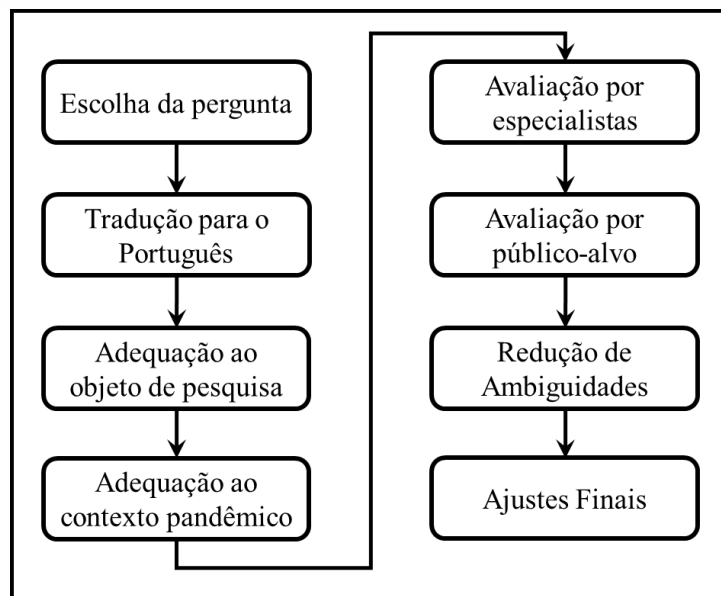 Escolha da pergunta
Tradução para o
Português
Adequação ao
objeto de pesquisa
Adequação ao
contexto pandêmico
Avaliação por
especialistas
Avaliação por
público-alvo
Redução de
Ambiguidades
Ajustes Finais